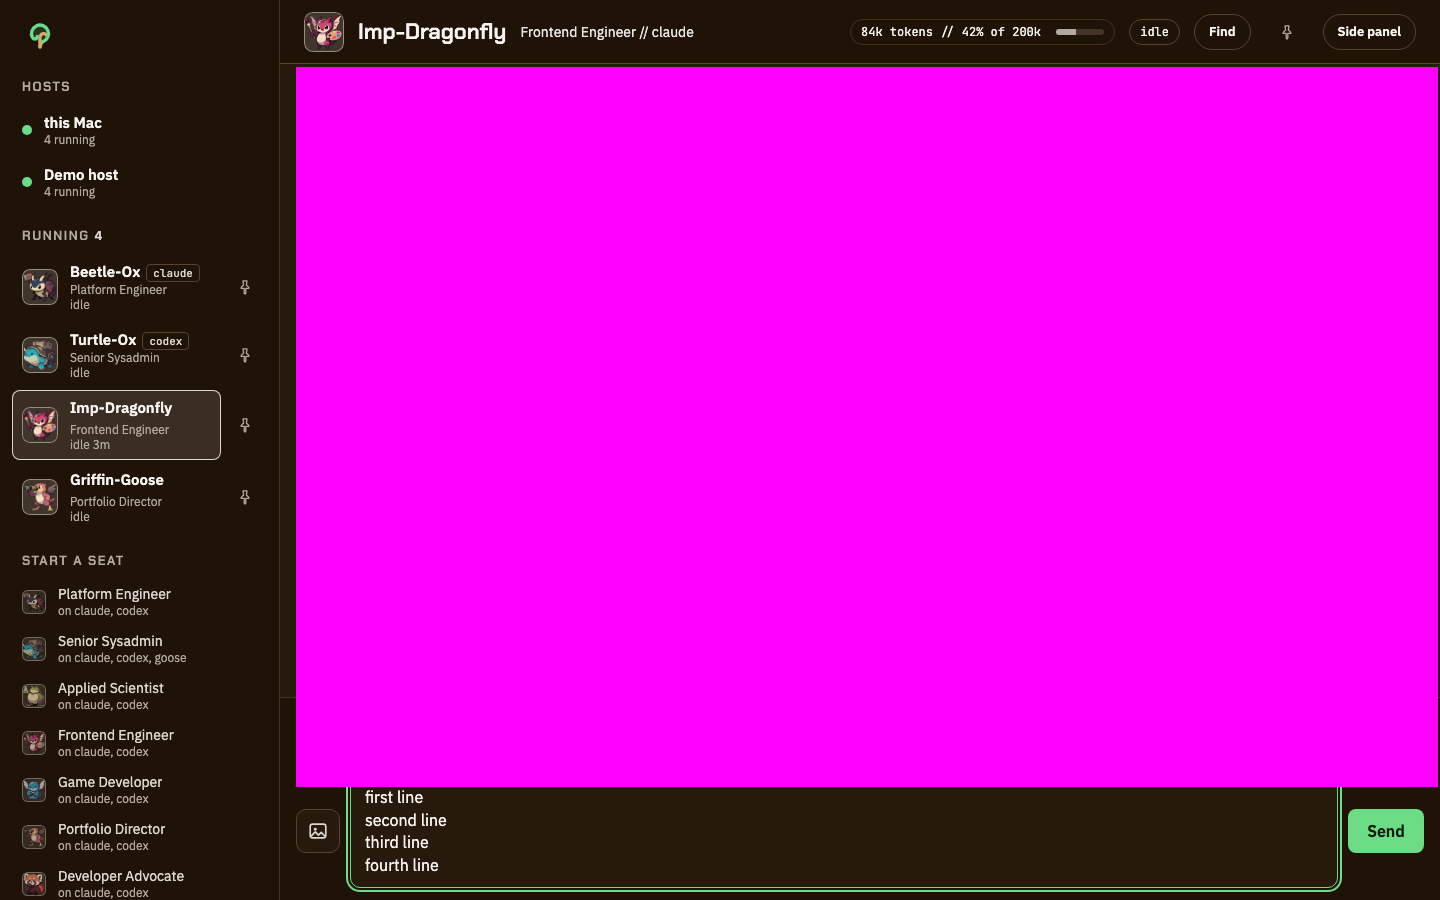 HOSTS
this Mac
4 running
Demo host
4 running
RUNNING 4
Beetle-Ox claude
Platform Engineer
idle
Turtle-Ox codex
Senior Sysadmin
idle
Imp-Dragonfly
Frontend Engineer
idle 3m
Griffin-Goose
Portfolio Director
idle
START A SEAT
Platform Engineer
on claude, codex
Senior Sysadmin
on claude, codex, goose
Applied Scientist
on claude, codex
Frontend Engineer
on claude, codex
Game Developer
on claude, codex
Portfolio Director
on claude, codex
Developer Advocate
on claude, codex
Imp-Dragonfly Frontend Engineer // claude 84k tokens // 42% of 200k idle Find Side panel
first line
second line
third line
fourth line
Send